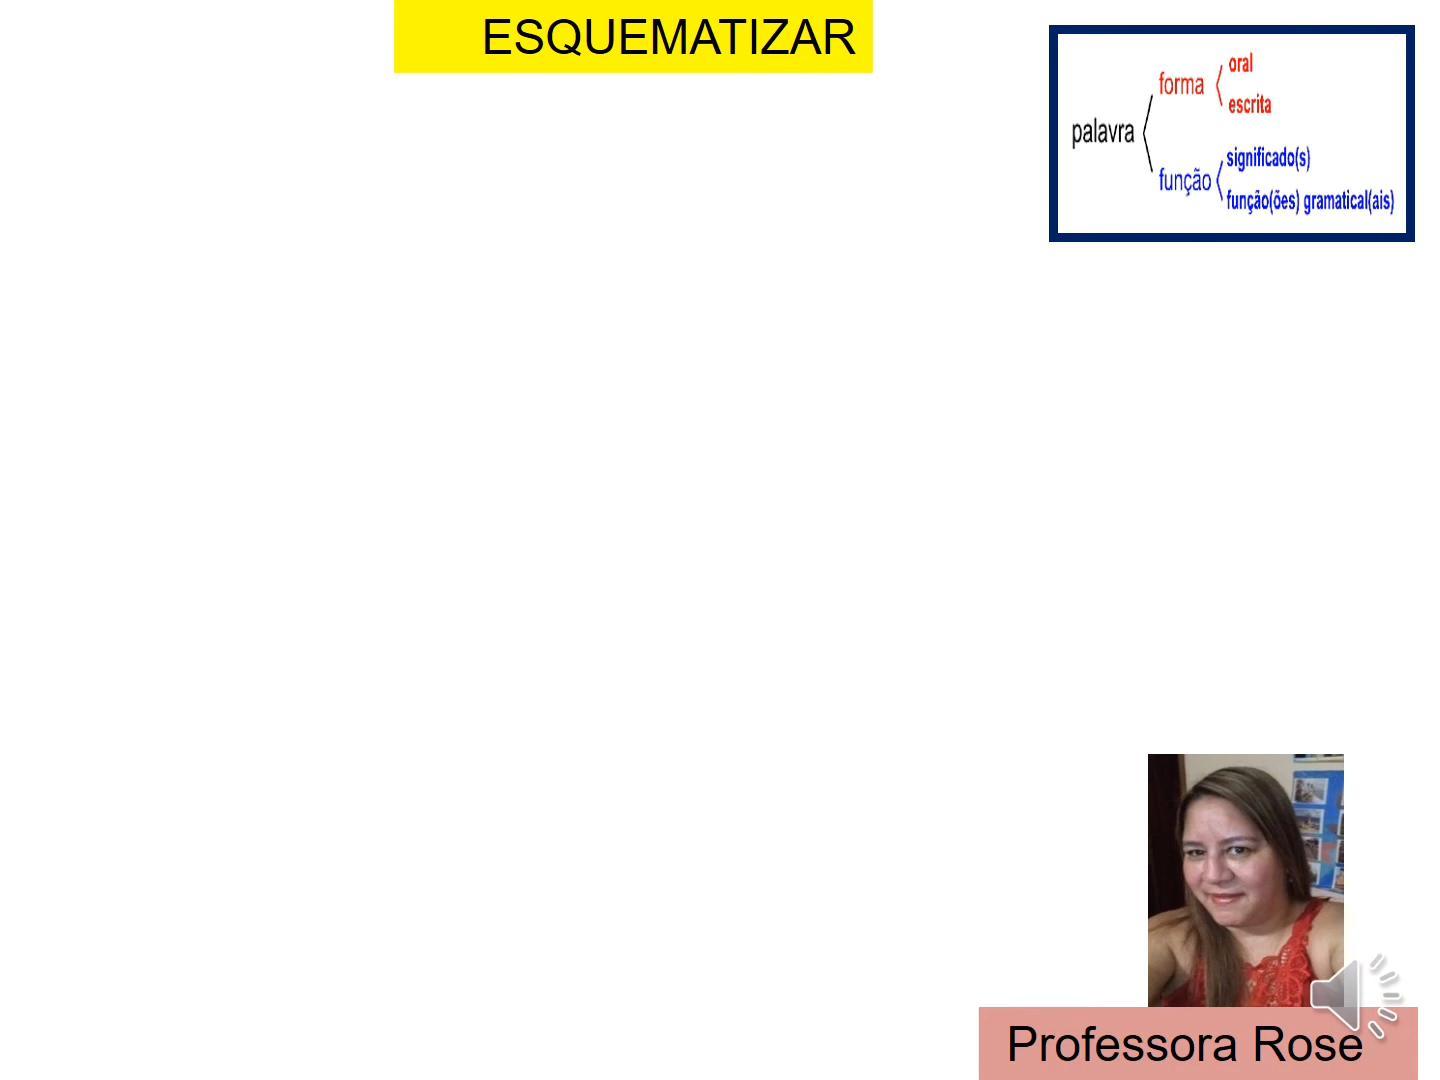 ESQUEMATIZAR
oral
forma
escrita
palavra
significado(s)
função
função(ões) gramatical(ais)
Professora Rose